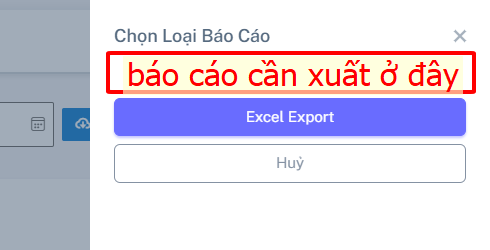 Chọn Loại Báo Cáo
báo cáo cần xuất ở đây
Excel Export
Huỷ